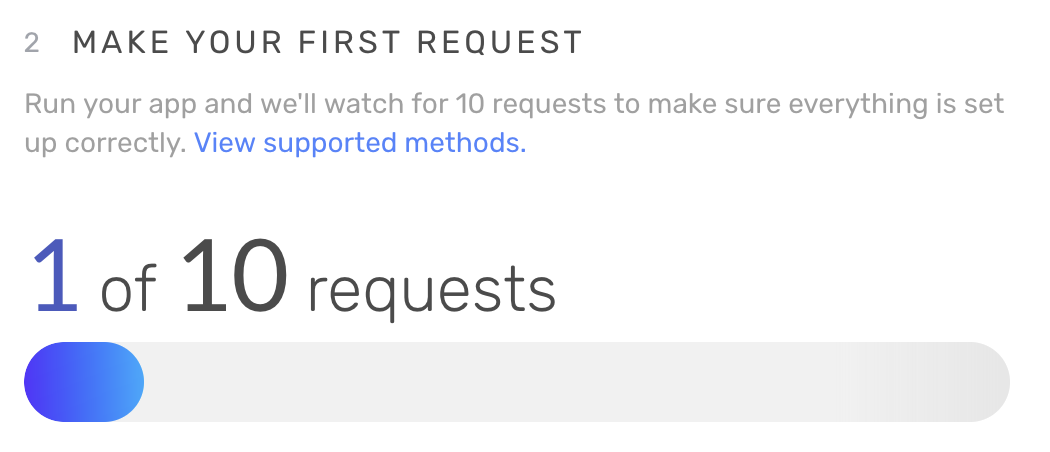 2 MAKE YOUR FIRST REQUEST
Run your app and we'll watch for 10 requests to make sure everything is set
up correctly. View supported methods.
1 of 10 requests